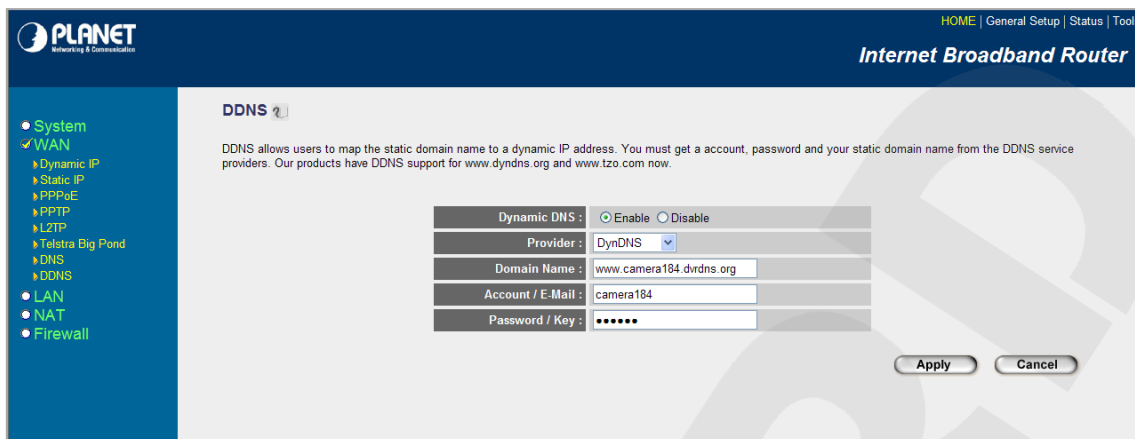 PLANET
Networking & Communication
HOME | General Setup | Status | Tool
Internet Broadband Router
System
WAN
Dynamic IP
Static IP
PPPoE
PPTP
L2TP
Telstra Big Pond
DNS
DDNS
LAN
NAT
Firewall
DDNS
DDNS allows users to map the static domain name to a dynamic IP address. You must get a account, password and your static domain name from the DDNS service
providers. Our products have DDNS support for www.dyndns.org and www.tzo.com now.
Dynamic DNS : Enable Disable
Provider : DynDNS
Domain Name : www.camera184.dvrdns.org
Account / E-Mail : camera184
Password / Key : ••••••
Apply Cancel